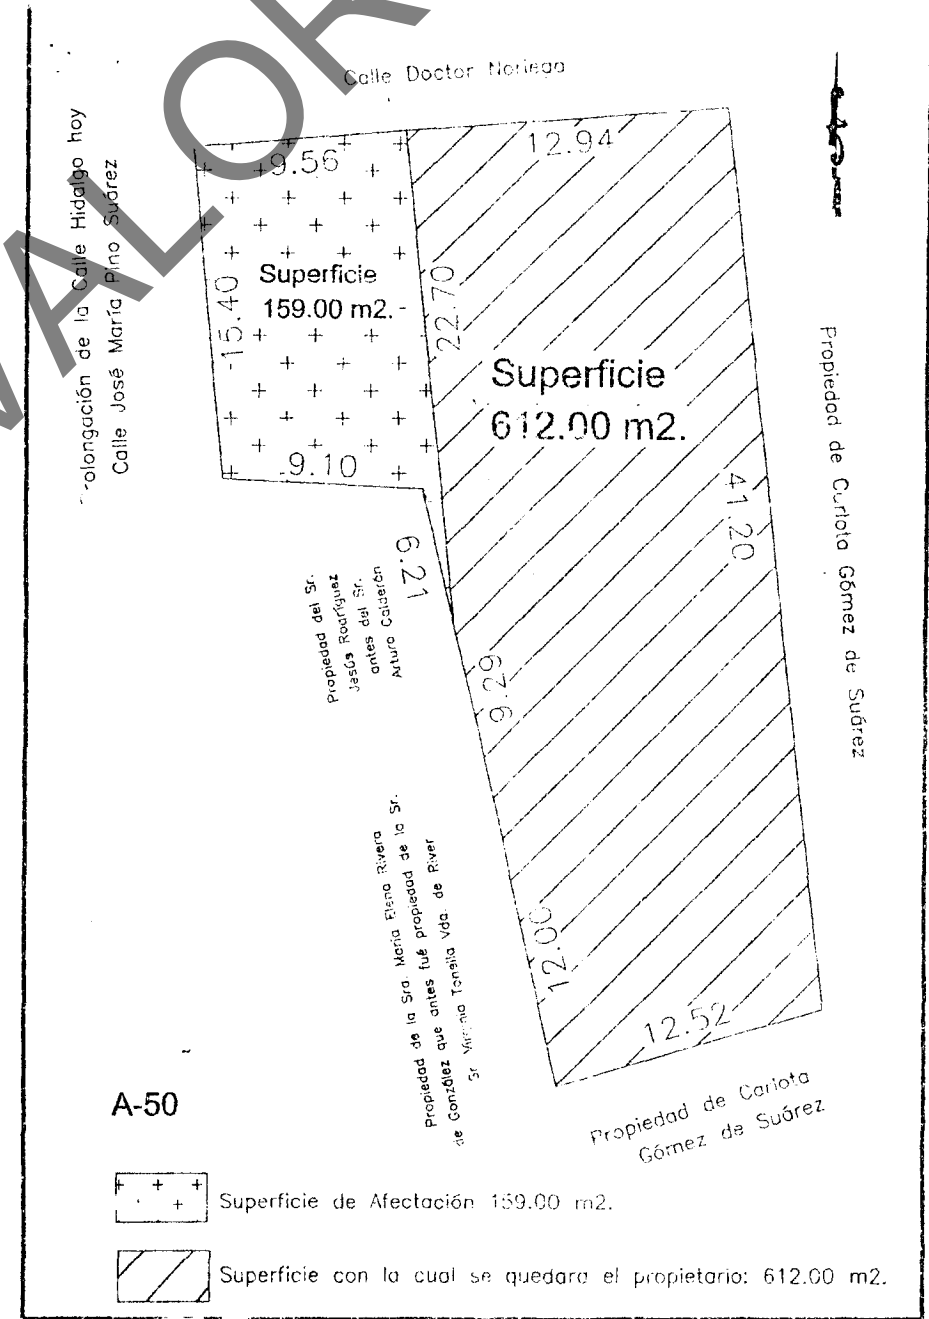 VALOR
Calle Doctor Noriega
rolongación de la Calle Hidalgo hoy
Calle José María Pino Suárez
9.56
12.94
15.40
Superficie
159.00 m2.
22.70
Superficie
612.00 m2.
9.10
6.21
41.20
Propiedad de Curlota Gómez de Suárez
Propiedad del Sr.
Jesús Rodríguez
antes del Sr.
Arturo Calderón
9.29
Propiedad de la Sra. María Elena Rivera
de González que antes fué propiedad de la Sr.
Sr. Virginia Vda. de River
12.00
12.52
Propiedad de Carlota
Gómez de Suárez
A-50
Superficie de Afectación 159.00 m2.
Superficie con la cual se quedara el propietario: 612.00 m2.